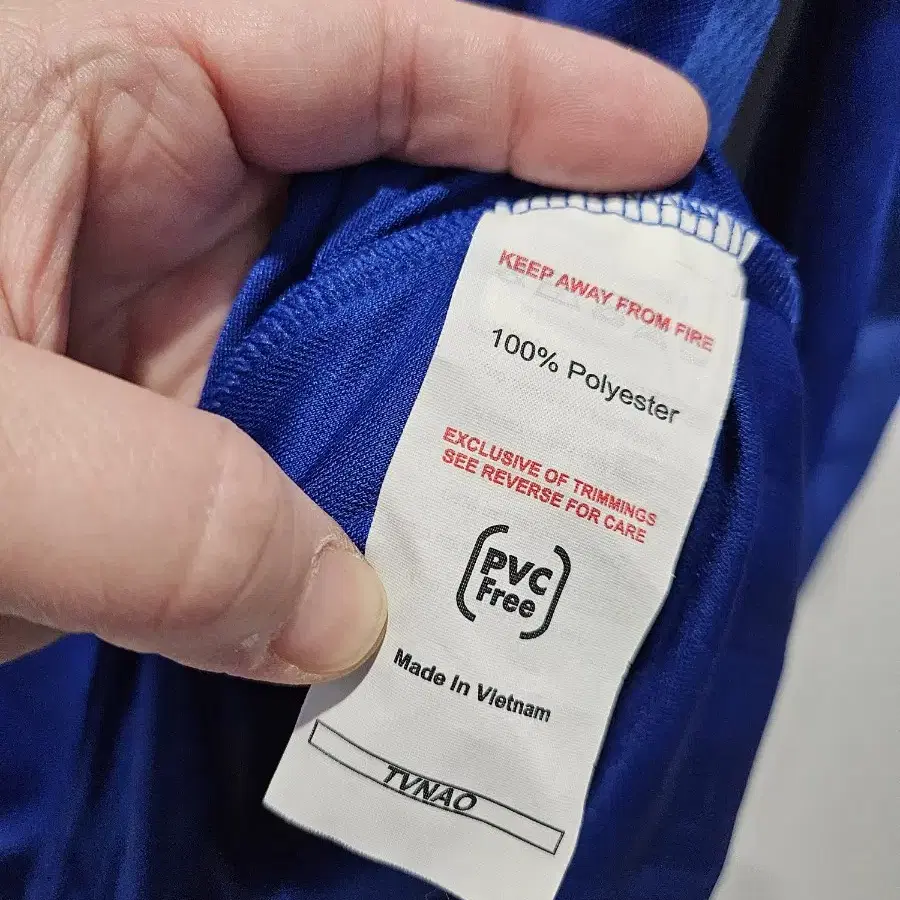 KEEP AWAY FROM FIRE
100% Polyester
EXCLUSIVE OF TRIMMINGS
SEE REVERSE FOR CARE
PVC
Free
Made In Vietnam
TVNAO